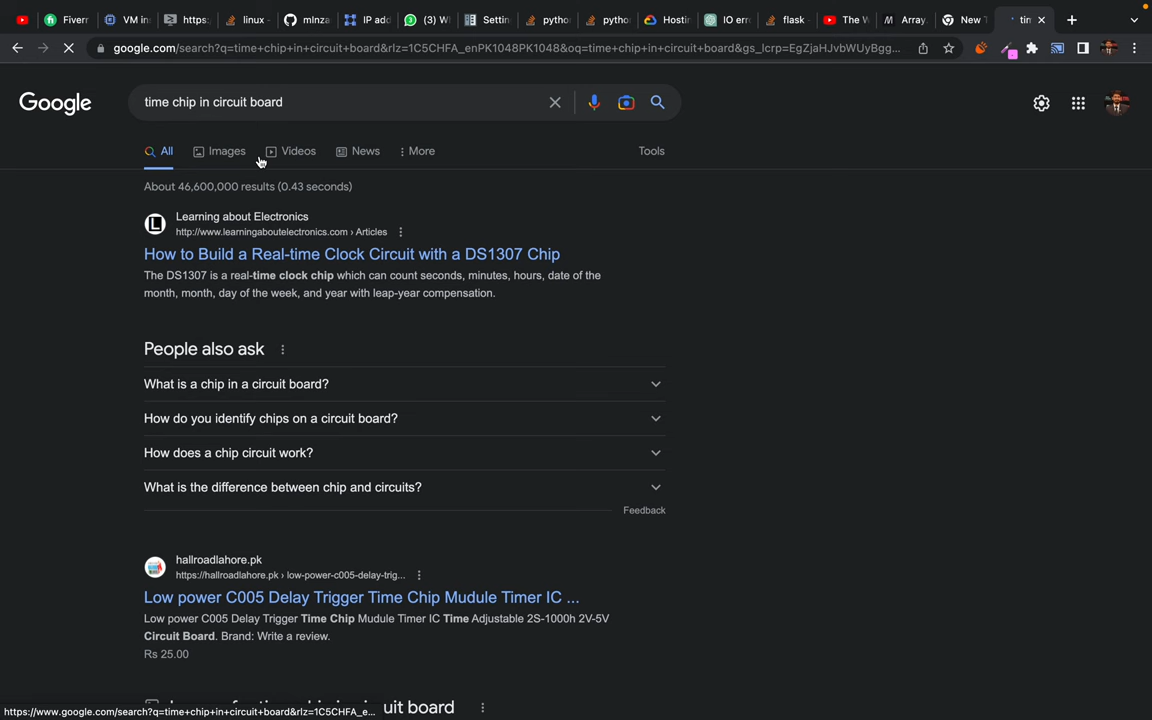 Fiverr
VM in
https:
linux -
mlnza
IP add
(3) W
Settin
python
python
Hostin
IO erro
flask -
The W
Array.
New T
tin
google.com/search?q=time+chip+in+circuit+board&rlz=1C5CHFA_enPK1048PK1048&oq=time+chip+in+circuit+board&gs_lcrp=EgZjaHJvbWUyBgg...
Google
time chip in circuit board
All
Images
Videos
News
More
Tools
About 46,600,000 results (0.43 seconds)
Learning about Electronics
http://www.learningaboutelectronics.com › Articles
How to Build a Real-time Clock Circuit with a DS1307 Chip
The DS1307 is a real-time clock chip which can count seconds, minutes, hours, date of the
month, month, day of the week, and year with leap-year compensation.
People also ask
What is a chip in a circuit board?
How do you identify chips on a circuit board?
How does a chip circuit work?
What is the difference between chip and circuits?
Feedback
hallroadlahore.pk
https://hallroadlahore.pk › low-power-c005-delay-trig...
Low power C005 Delay Trigger Time Chip Mudule Timer IC ...
Low power C005 Delay Trigger Time Chip Mudule Timer IC Time Adjustable 2S-1000h 2V-5V
Circuit Board. Brand: Write a review.
Rs 25.00
uit board
https://www.google.com/search?q=time+chip+in+circuit+board&rlz=1C5CHFA_e...